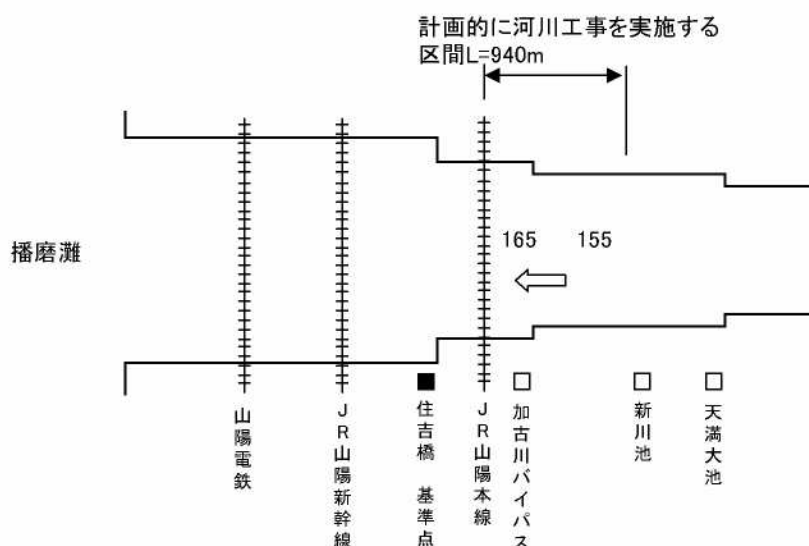 計画的に河川工事を実施する
区間L=940m
播磨灘
165 155
山陽電鉄
JR山陽新幹線
住吉橋 基準点
JR山陽本線
加古川バイパス
新川池
天満大池